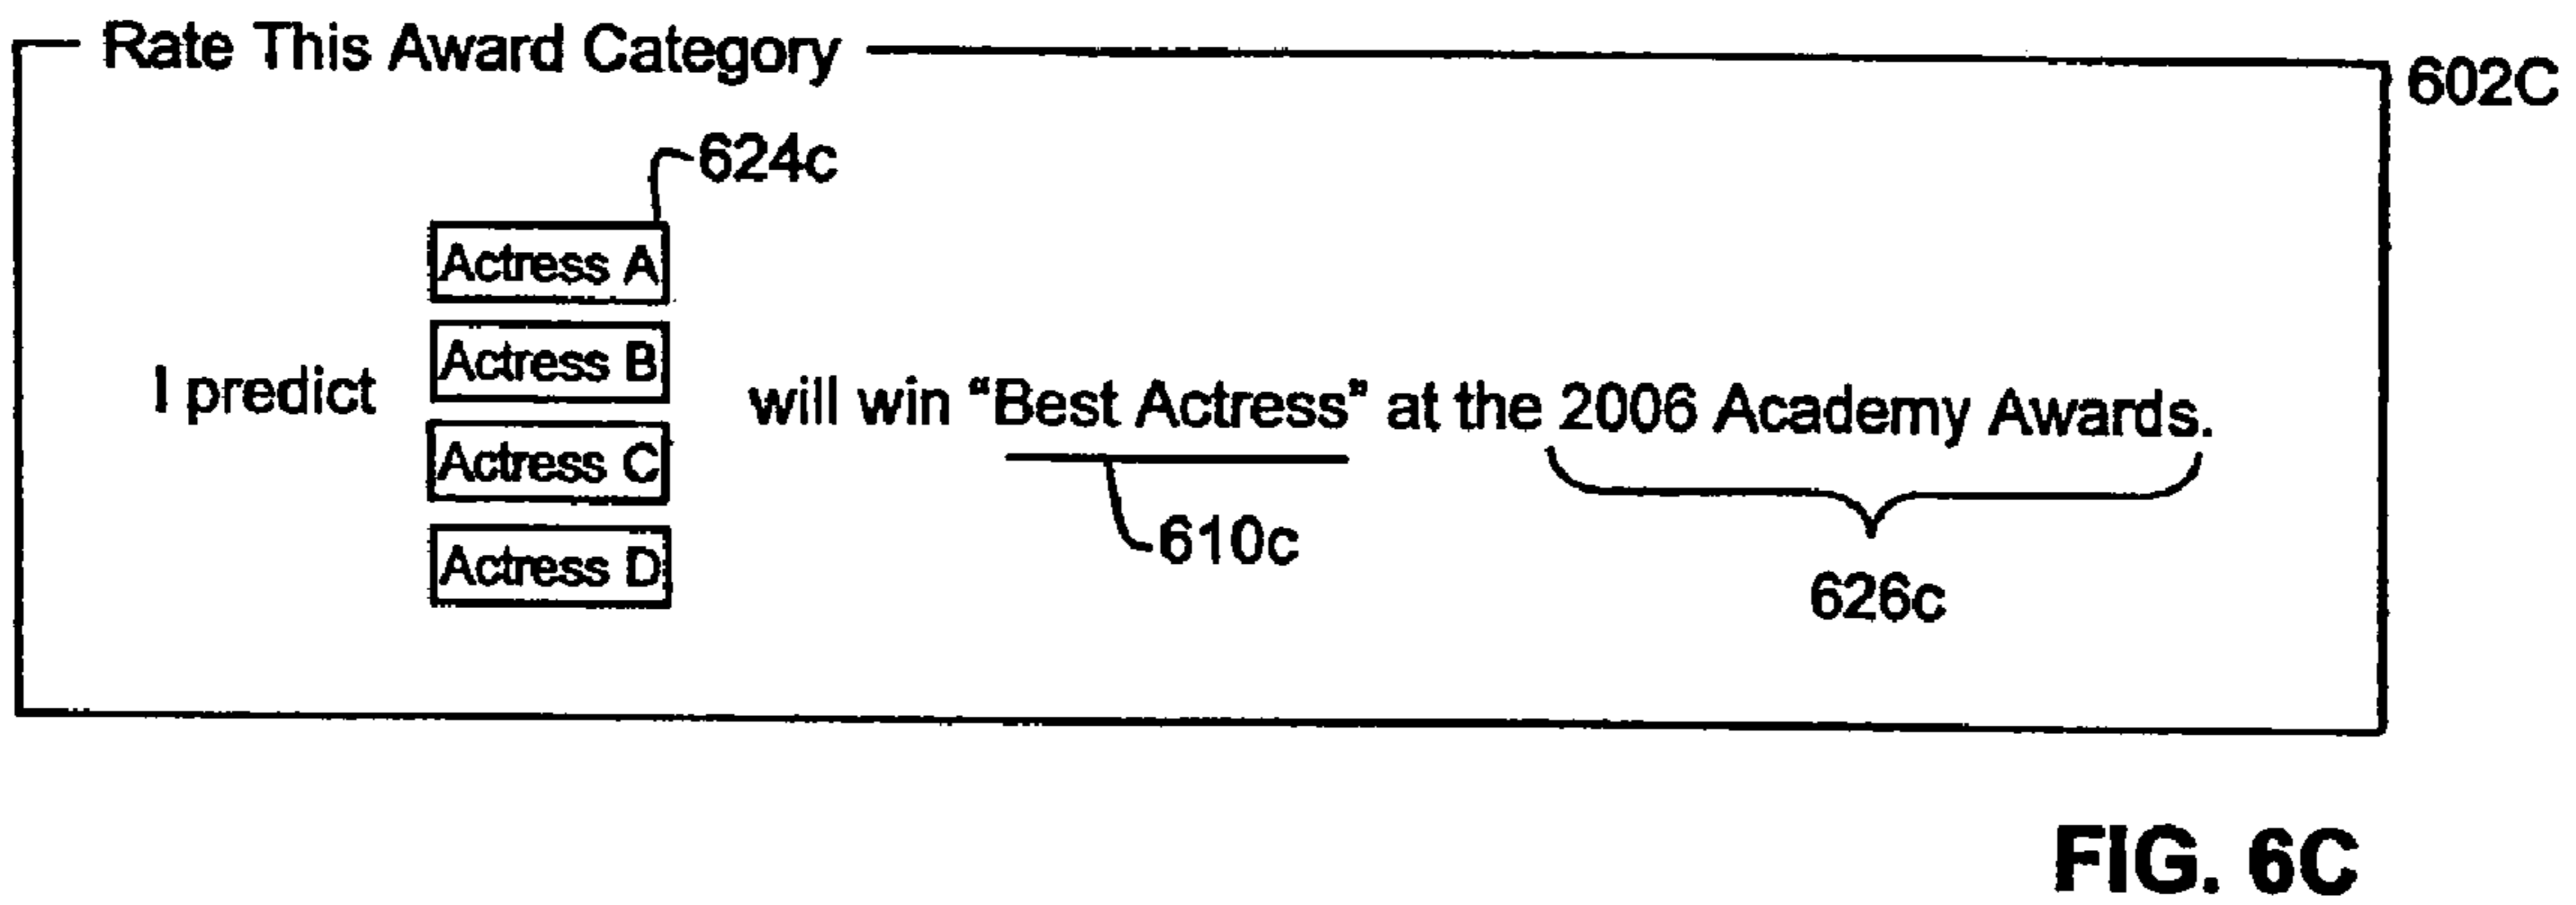 Rate This Award Category
602C
624c
Actress A
Actress B
I predict
will win “Best Actress” at the 2006 Academy Awards.
Actress C
Actress D
610c
626c
FIG. 6C